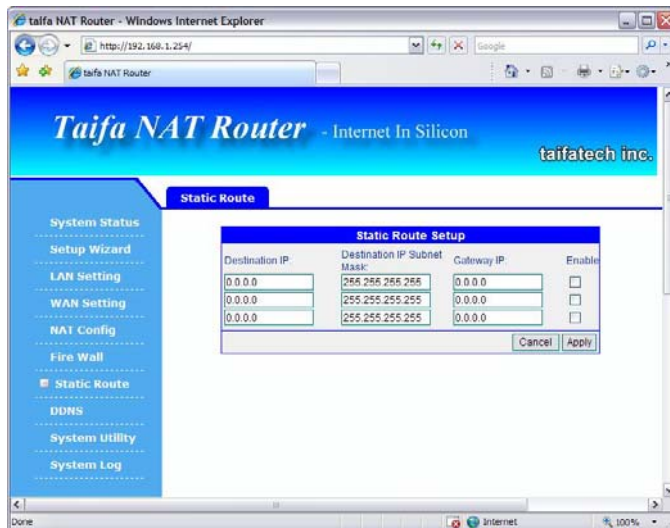 taifa NAT Router - Windows Internet Explorer
http://192.168.1.254/
Google
taifa NAT Router
Taifa NAT Router - Internet In Silicon
taifatech inc.
Static Route
System Status
Setup Wizard
LAN Setting
WAN Setting
NAT Config
Fire Wall
Static Route
DDNS
System Utility
System Log
Static Route Setup
Destination IP: Destination IP Subnet Mask: Gateway IP: Enable
0.0.0.0 255.255.255.255 0.0.0.0
0.0.0.0 255.255.255.255 0.0.0.0
0.0.0.0 255.255.255.255 0.0.0.0
Cancel Apply
Done Internet 100%